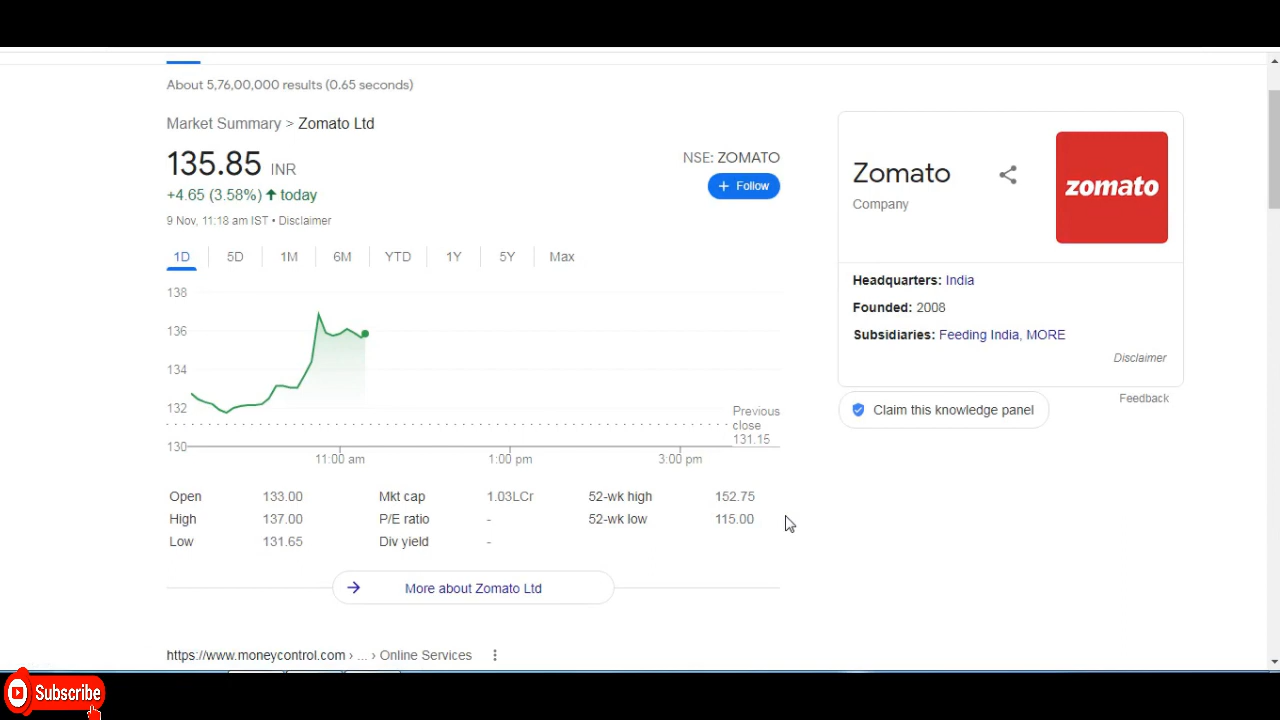 About 5,76,00,000 results (0.65 seconds)
Market Summary > Zomato Ltd
135.85 INR
+4.65 (3.58%) ↑ today
9 Nov, 11:18 am IST • Disclaimer
NSE: ZOMATO
+ Follow
1D 5D 1M 6M YTD 1Y 5Y Max
138
136
134
132
130
Previous
close
131.15
11:00 am 1:00 pm 3:00 pm
Open 133.00 Mkt cap 1.03LCr 52-wk high 152.75
High 137.00 P/E ratio - 52-wk low 115.00
Low 131.65 Div yield -
More about Zomato Ltd
https://www.moneycontrol.com › ... › Online Services
Zomato
Company
zomato
Headquarters: India
Founded: 2008
Subsidiaries: Feeding India, MORE
Disclaimer
Feedback
Claim this knowledge panel
Subscribe